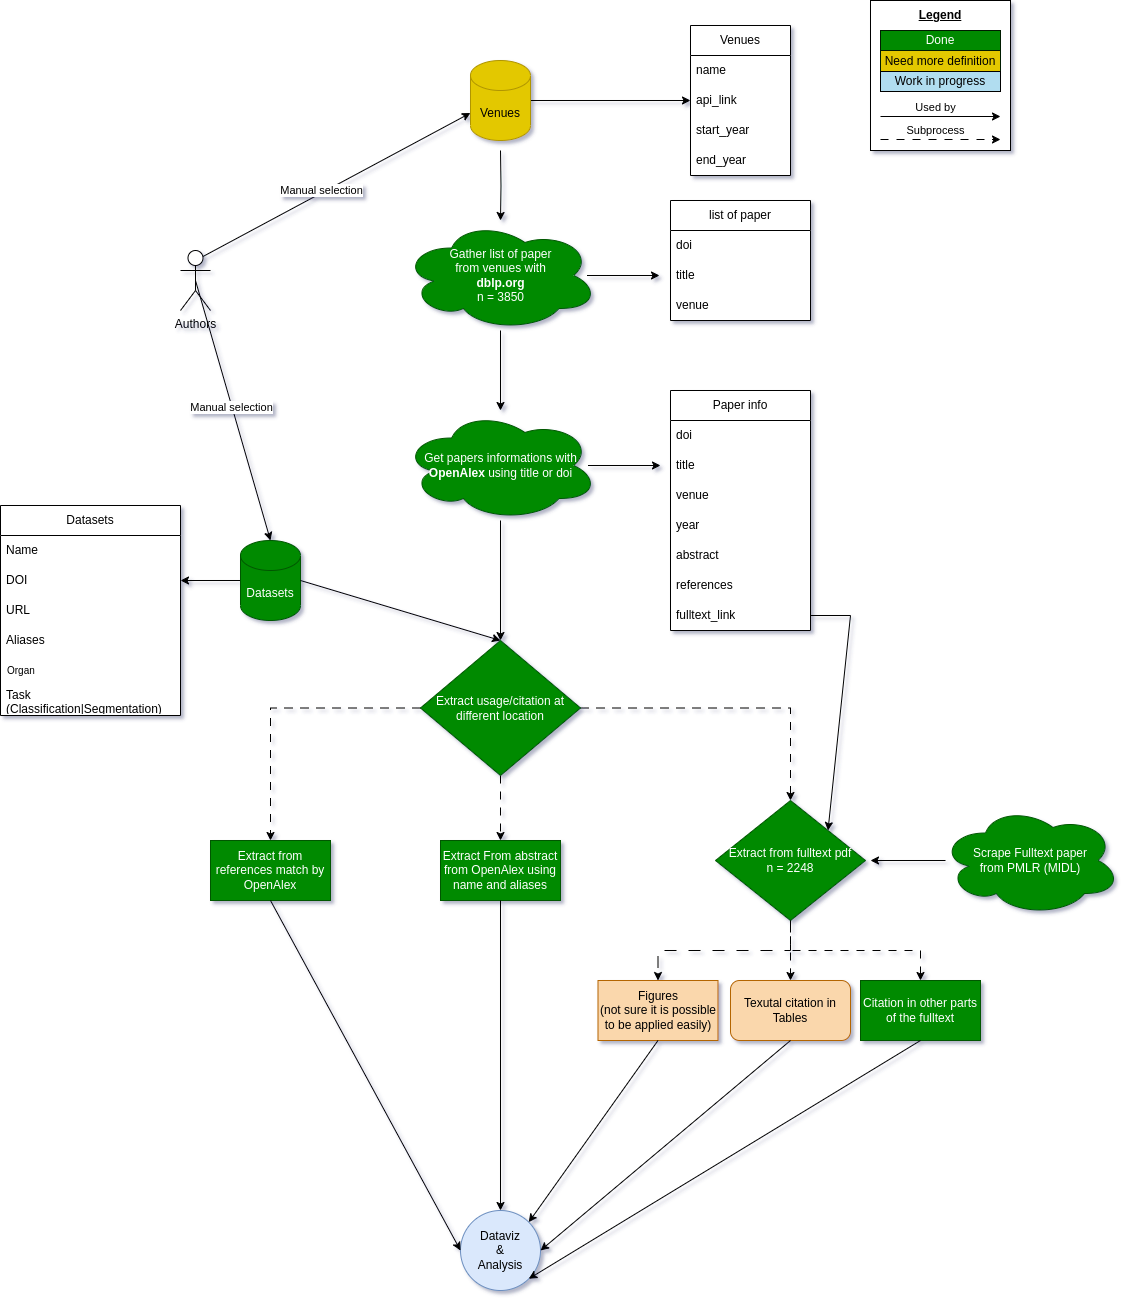 Legend
Done
Need more definition
Work in progress
Used by
Subprocess
Venues
name
api_link
start_year
end_year
Venues
Manual selection
list of paper
doi
title
venue
Gather list of paper
from venues with
dblp.org
n = 3850
Authors
Manual selection
Paper info
doi
title
venue
year
abstract
references
fulltext_link
Get papers informations with
OpenAlex using title or doi
Datasets
Name
DOI
URL
Aliases
Organ
Task
(Classification|Segmentation)
Datasets
Extract usage/citation at
different location
Extract from
references match by
OpenAlex
Extract From abstract
from OpenAlex using
name and aliases
Extract from fulltext pdf
n = 2248
Scrape Fulltext paper
from PMLR (MIDL)
Figures
(not sure it is possible
to be applied easily)
Texutal citation in
Tables
Citation in other parts
of the fulltext
Dataviz
&
Analysis